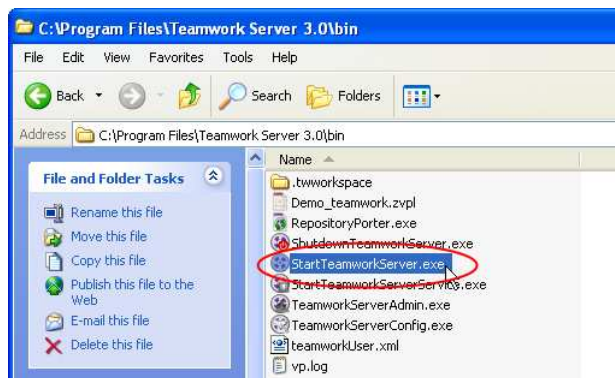 C:\Program Files\Teamwork Server 3.0\bin
File Edit View Favorites Tools Help
Back Search Folders
Address C:\Program Files\Teamwork Server 3.0\bin
File and Folder Tasks
Rename this file
Move this file
Copy this file
Publish this file to the
Web
E-mail this file
Delete this file
Name
.twworkspace
Demo_teamwork.zvpl
RepositoryPorter.exe
ShutdownTeamworkServer.exe
StartTeamworkServer.exe
StartTeamworkServerService.exe
TeamworkServerAdmin.exe
TeamworkServerConfig.exe
teamworkUser.xml
vp.log